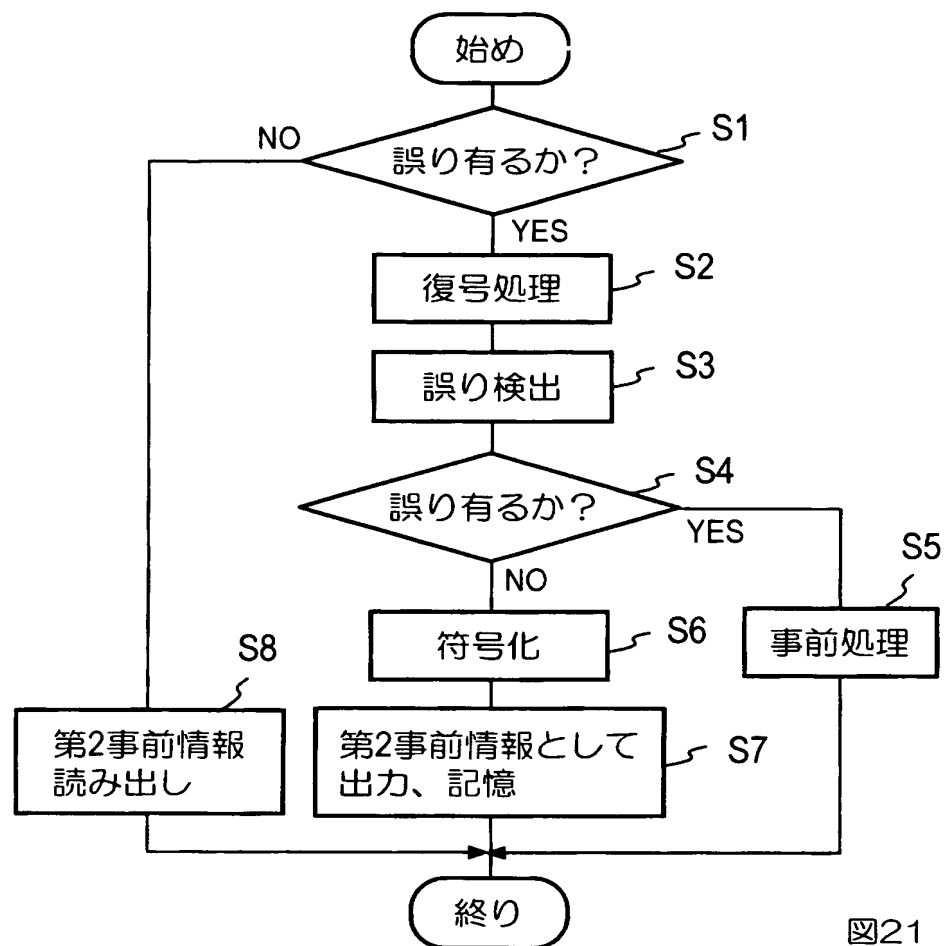 始め
誤り有るか？
S1
NO
YES
復号処理
S2
誤り検出
S3
誤り有るか？
S4
YES
NO
事前処理
S5
符号化
S6
第2事前情報
読み出し
S8
第2事前情報として
出力、記憶
S7
終り
図21